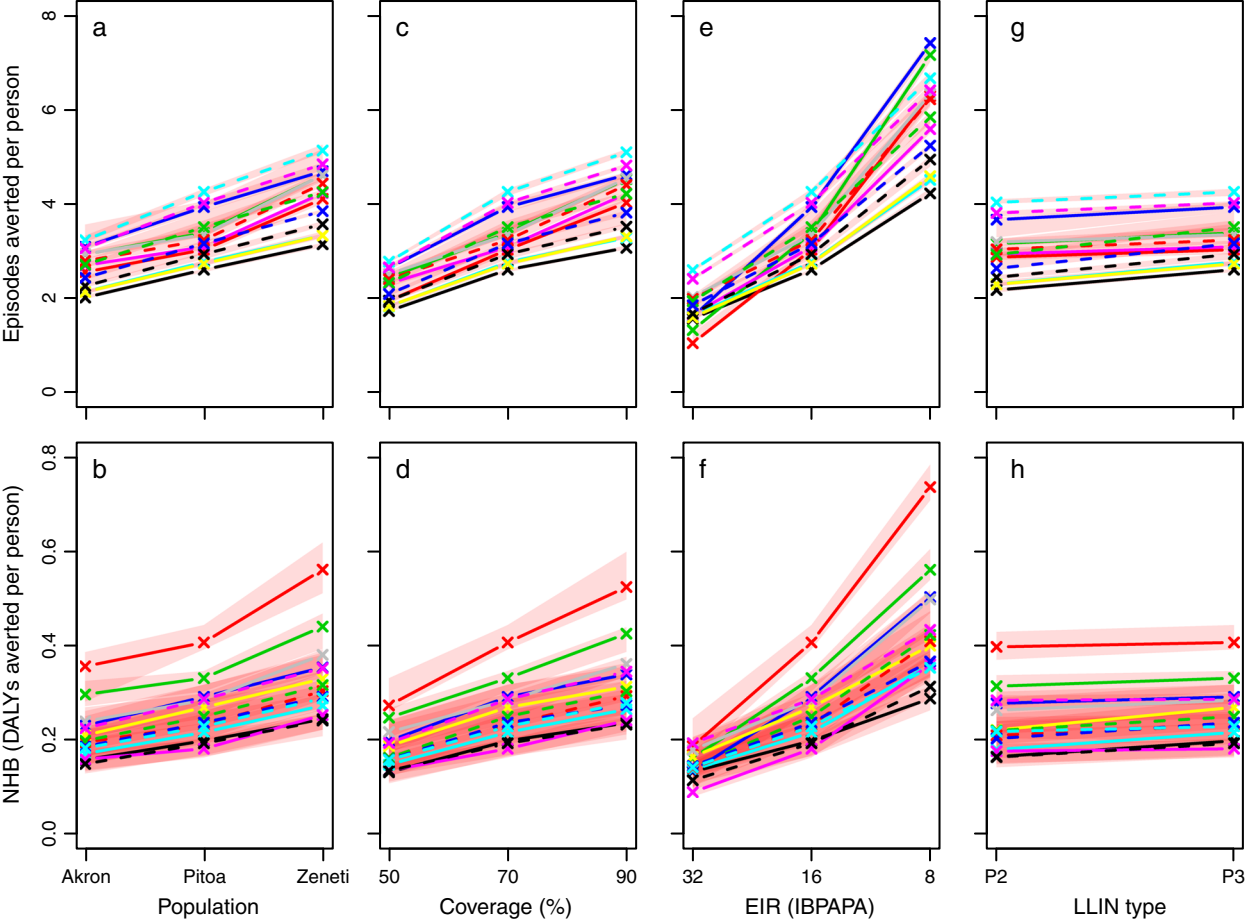 a
c
e
g
Episodes averted per person
8
6
4
2
0
b
d
f
h
NHB (DALYs averted per person)
0.8
0.6
0.4
0.2
0.0
Akron Pitoa Zeneti
50 70 90
32 16 8
P2 P3
Population
Coverage (%)
EIR (IBPAPA)
LLIN type